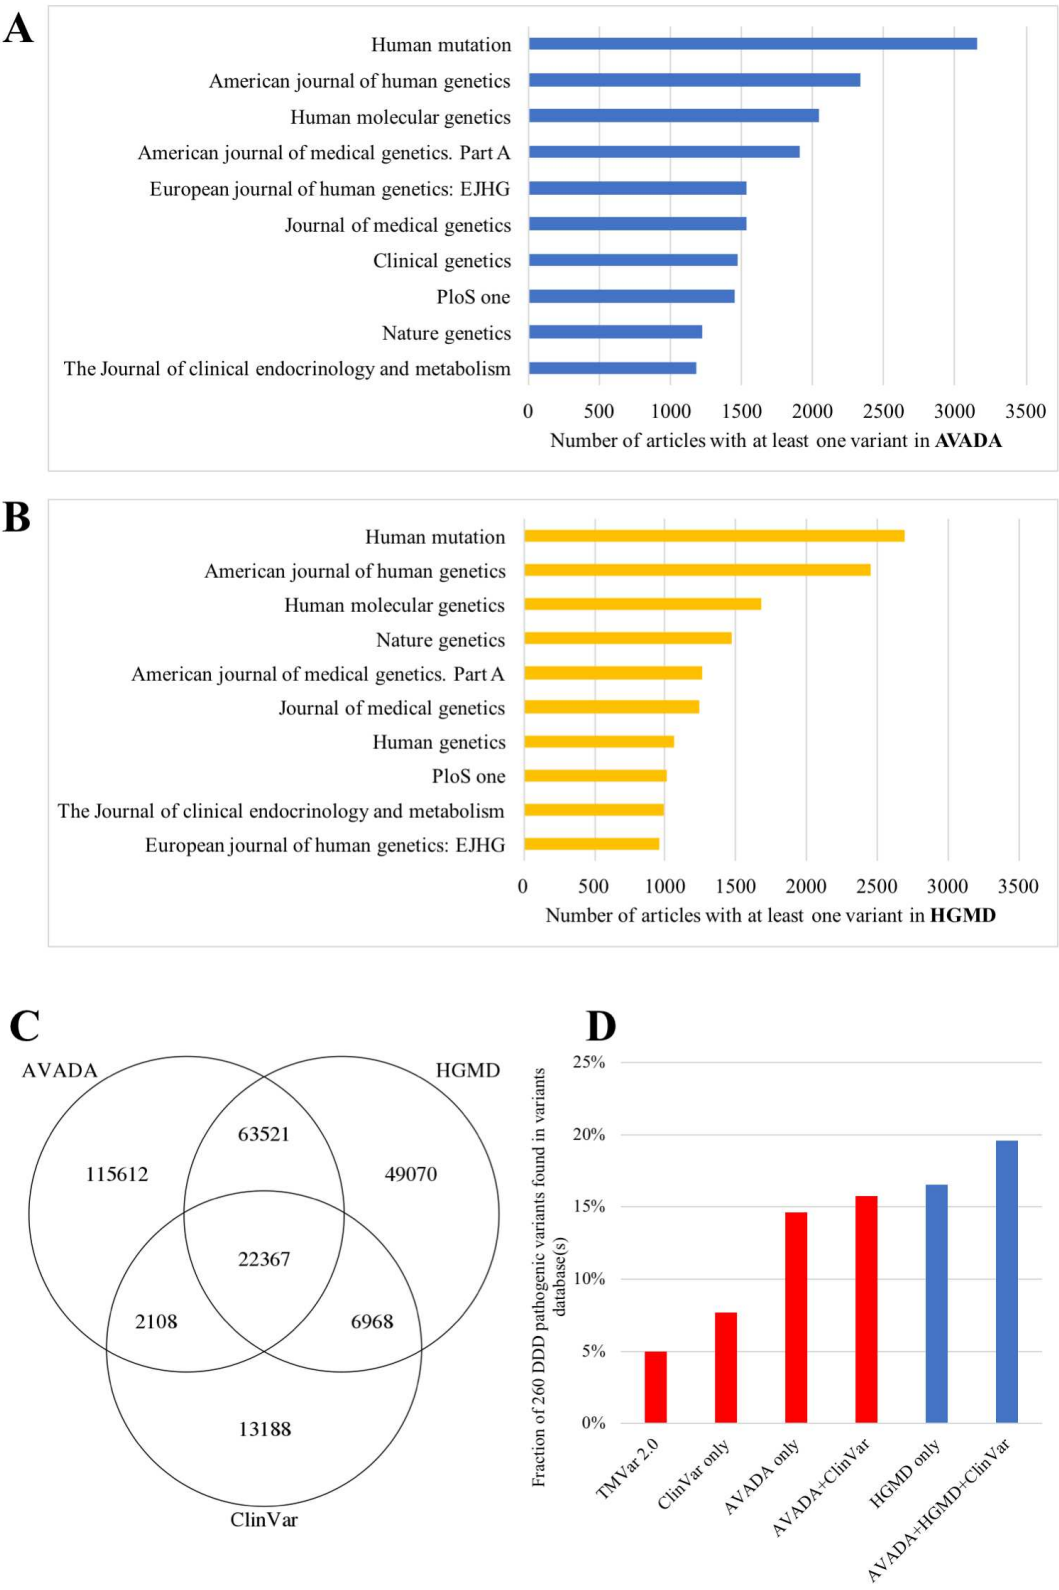 A
Human mutation
American journal of human genetics
Human molecular genetics
American journal of medical genetics. Part A
European journal of human genetics: EJHG
Journal of medical genetics
Clinical genetics
PloS one
Nature genetics
The Journal of clinical endocrinology and metabolism
0 500 1000 1500 2000 2500 3000 3500
Number of articles with at least one variant in AVADA
B
Human mutation
American journal of human genetics
Human molecular genetics
Nature genetics
American journal of medical genetics. Part A
Journal of medical genetics
Human genetics
PloS one
The Journal of clinical endocrinology and metabolism
European journal of human genetics: EJHG
0 500 1000 1500 2000 2500 3000 3500
Number of articles with at least one variant in HGMD
C
AVADA
HGMD
63521
115612
49070
22367
2108
6968
13188
ClinVar
D
Fraction of 260 DDD pathogenic variants found in variants
database(s)
25%
20%
15%
10%
5%
0%
TMVar 2.0
ClinVar only
AVADA only
AVADA+ClinVar
HGMD only
AVADA+HGMD+ClinVar